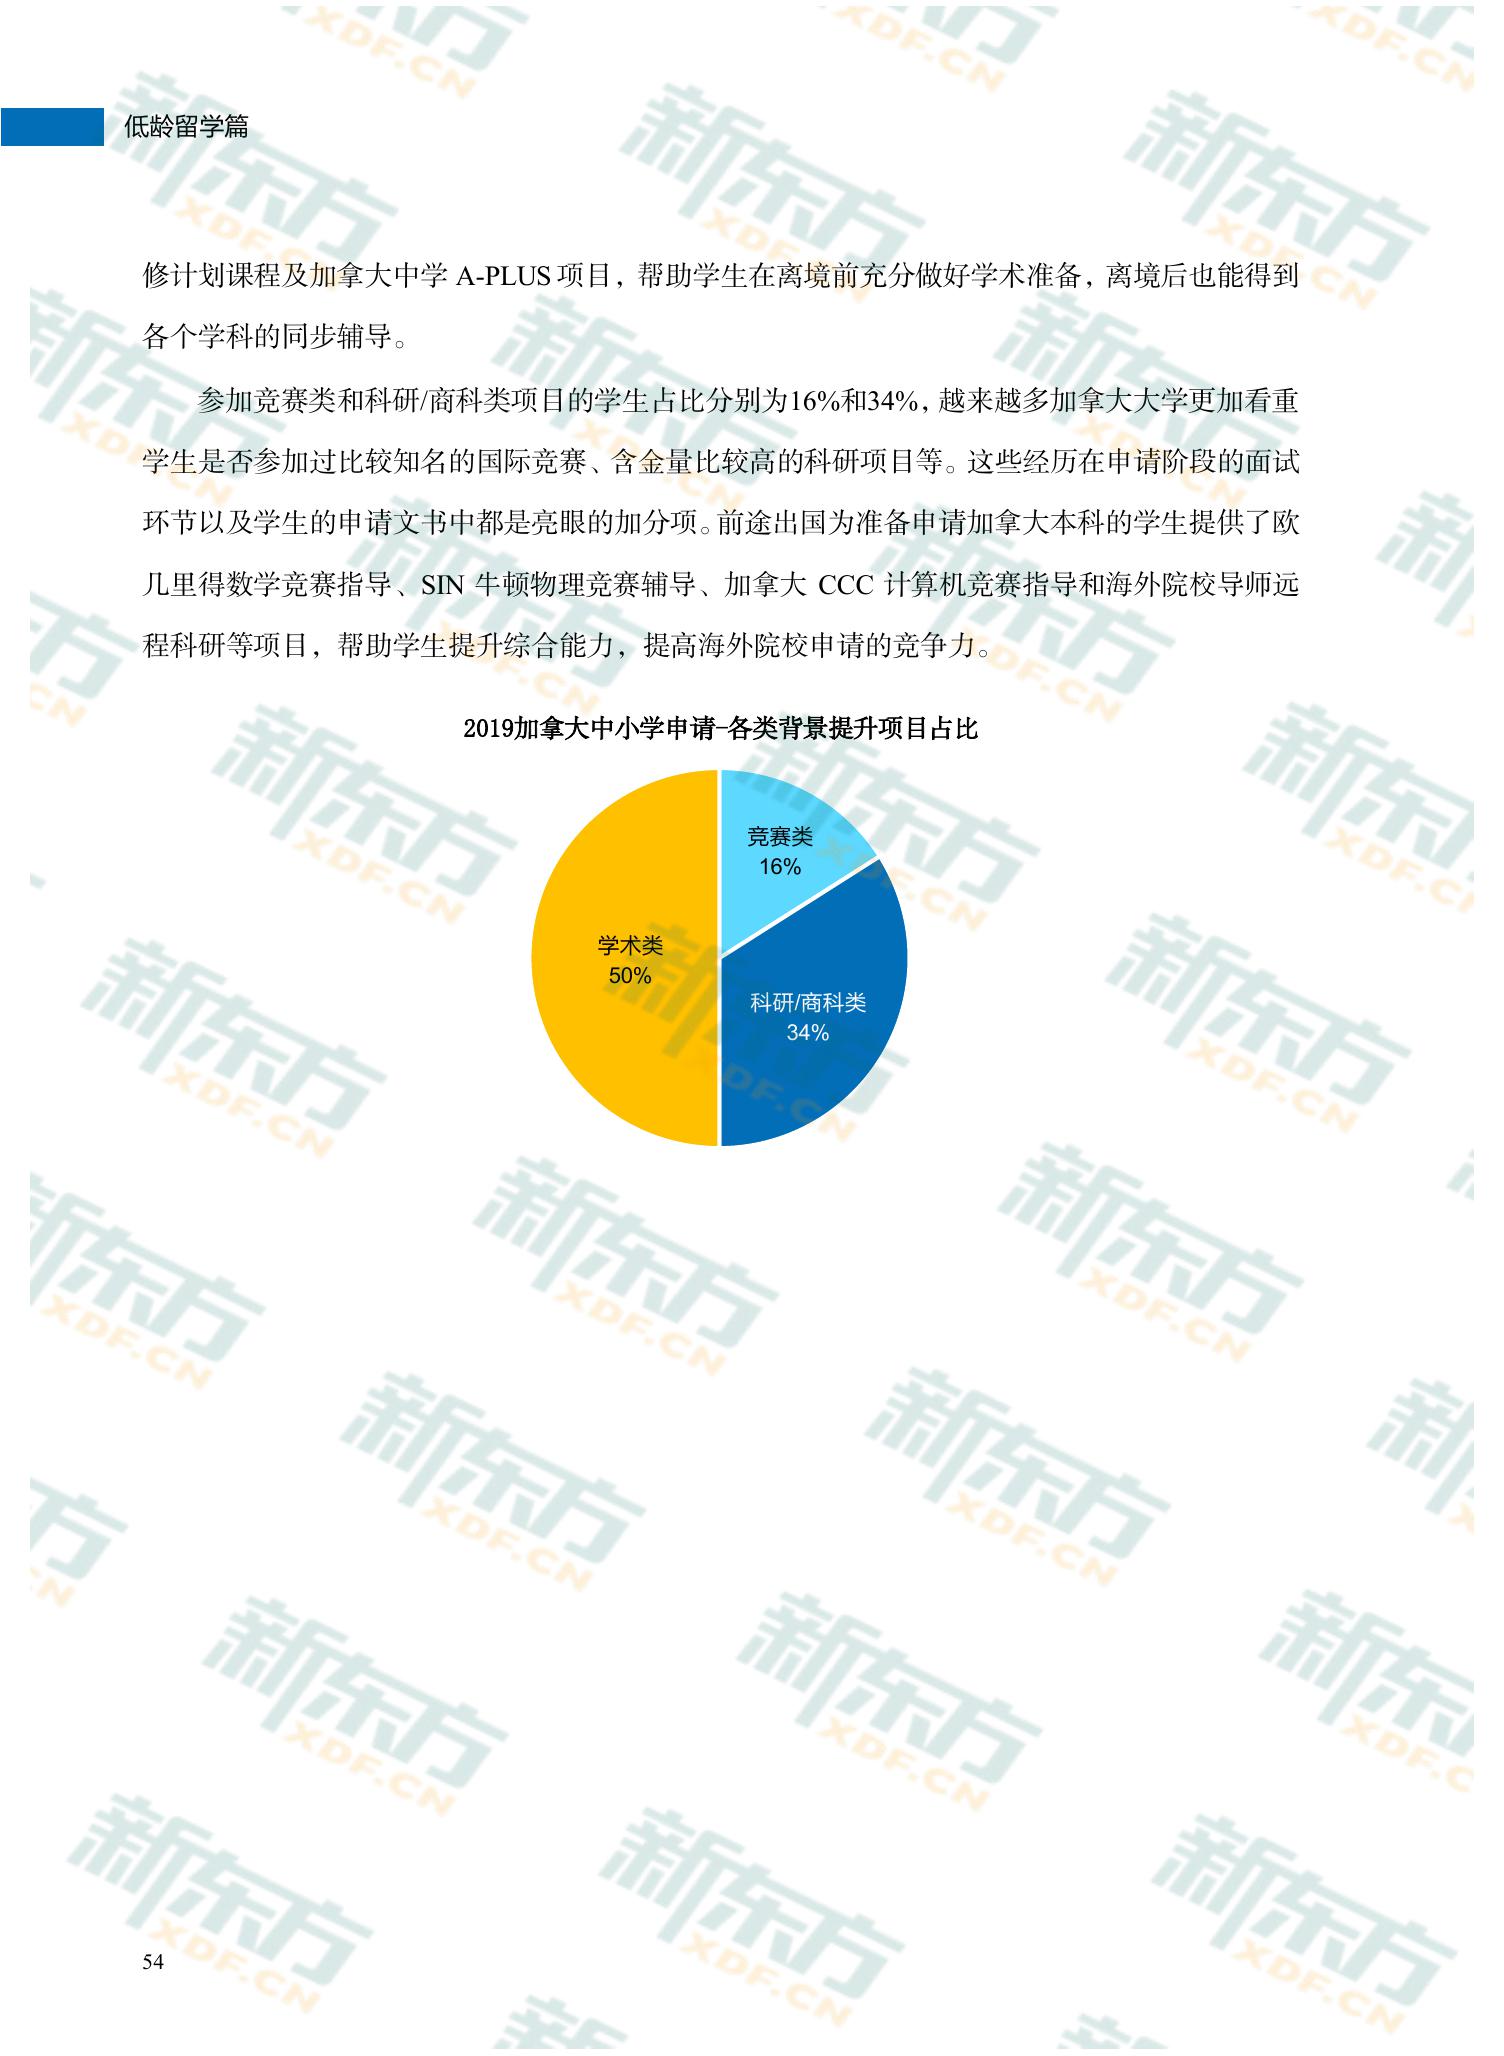 低龄留学篇
修计划课程及加拿大中学 A-PLUS 项目，帮助学生在离境前充分做好学术准备，离境后也能得到
各个学科的同步辅导。
参加竞赛类和科研/商科类项目的学生占比分别为16%和34%，越来越多加拿大大学更加看重
学生是否参加过比较知名的国际竞赛、含金量比较高的科研项目等。这些经历在申请阶段的面试
环节以及学生的申请文书中都是亮眼的加分项。前途出国为准备申请加拿大本科的学生提供了欧
几里得数学竞赛指导、SIN 牛顿物理竞赛辅导、加拿大 CCC 计算机竞赛指导和海外院校导师远
程科研等项目，帮助学生提升综合能力，提高海外院校申请的竞争力。
2019加拿大中小学申请-各类背景提升项目占比
竞赛类
16%
学术类
50%
科研/商科类
34%
54
新东方
XDF.CN